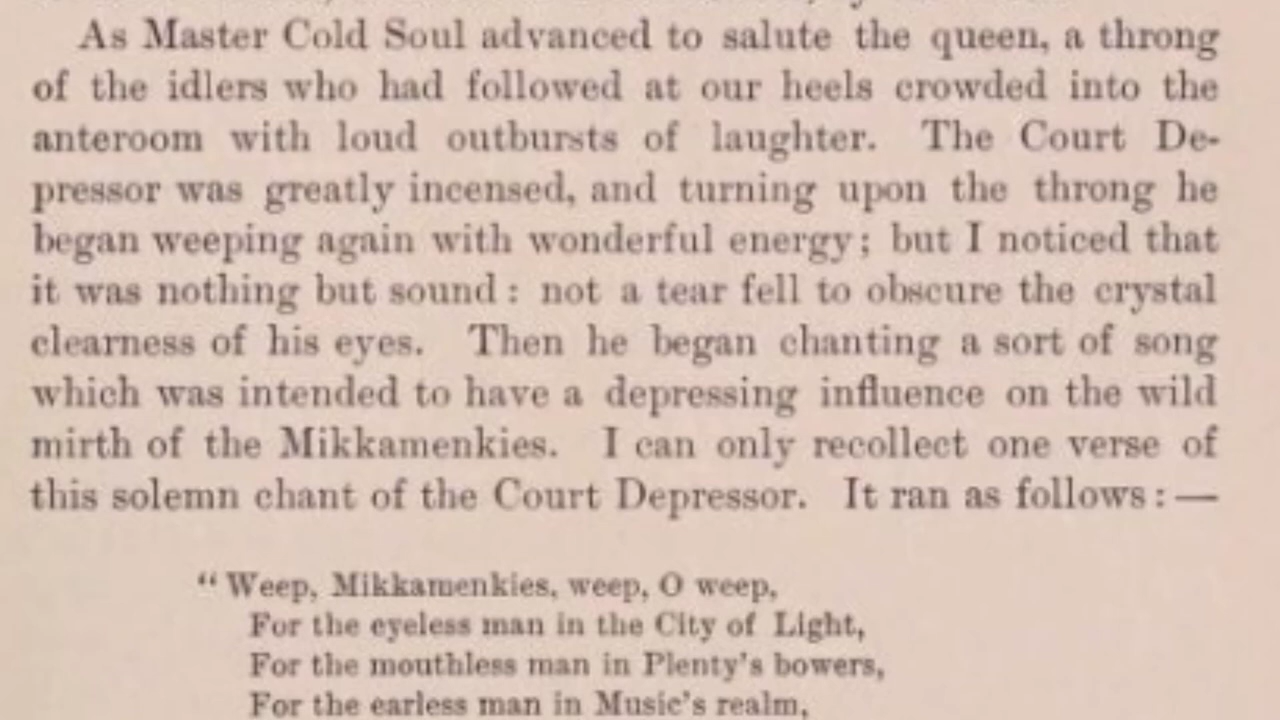 As Master Cold Soul advanced to salute the queen, a throng
of the idlers who had followed at our heels crowded into the
anteroom with loud outbursts of laughter. The Court De-
pressor was greatly incensed, and turning upon the throng he
began weeping again with wonderful energy; but I noticed that
it was nothing but sound: not a tear fell to obscure the crystal
clearness of his eyes. Then he began chanting a sort of song
which was intended to have a depressing influence on the wild
mirth of the Mikkamenkies. I can only recollect one verse of
this solemn chant of the Court Depressor. It ran as follows:—
“Weep, Mikkamenkies, weep, O weep,
For the eyeless man in the City of Light,
For the mouthless man in Plenty's bowers,
For the earless man in Music's realm,